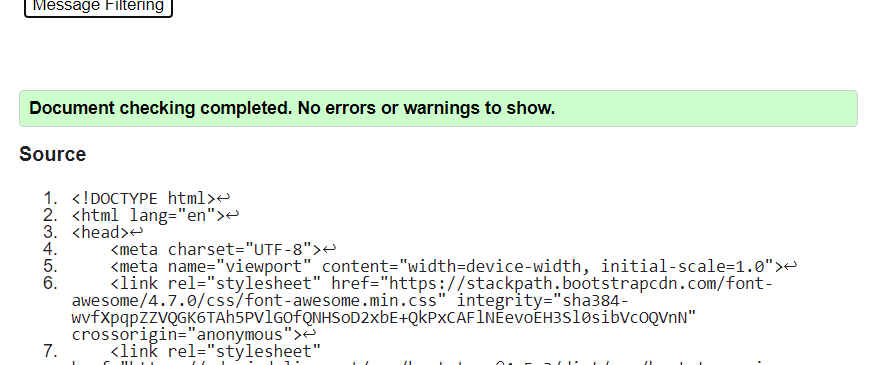 Message Filtering
Document checking completed. No errors or warnings to show.
Source
1. <!DOCTYPE html>↩
2. <html lang="en">↩
3. <head>↩
4. <meta charset="UTF-8">↩
5. <meta name="viewport" content="width=device-width, initial-scale=1.0">↩
6. <link rel="stylesheet" href="https://stackpath.bootstrapcdn.com/font-
awesome/4.7.0/css/font-awesome.min.css" integrity="sha384-
wvfXpqpZZVQGK6TAh5PVlGOfQNHSoD2xbE+QkPxCAFlNEevoEH3Sl0sibVcOQVnN"
crossorigin="anonymous">↩
7. <link rel="stylesheet"